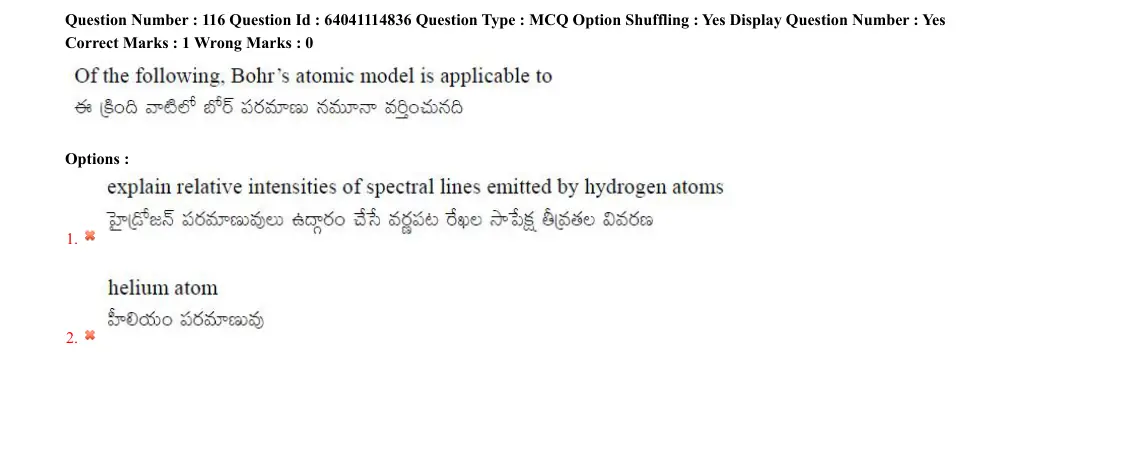 Question Number : 116 Question Id : 64041114836 Question Type : MCQ Option Shuffling : Yes Display Question Number : Yes
Correct Marks : 1 Wrong Marks : 0
Of the following, Bohr's atomic model is applicable to
ఈ క్రింది వాటిలో బోర్ పరమాణు నమూనా వర్తించునది
Options :
explain relative intensities of spectral lines emitted by hydrogen atoms
హైడ్రోజన్ పరమాణువులు ఉద్గారం చేసే వర్ణపట రేఖల సాపేక్ష తీవ్రతల వివరణ
1.
helium atom
హీలియం పరమాణువు
2.